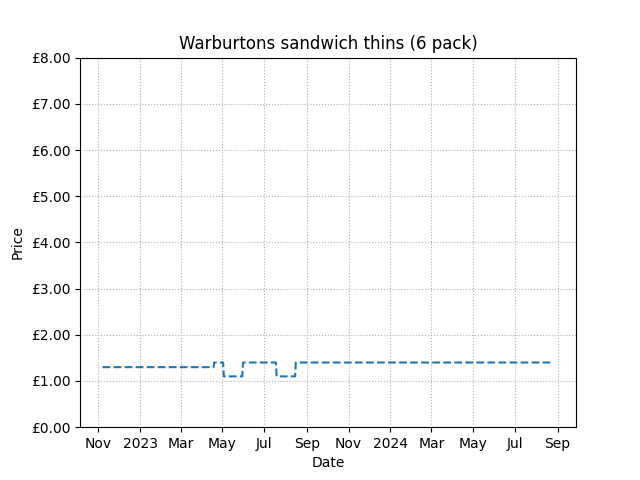 Warburtons sandwich thins (6 pack)
£8.00
£7.00
£6.00
£5.00
£4.00
£3.00
£2.00
£1.00
£0.00
Price
Nov 2023 Mar May Jul Sep Nov 2024 Mar May Jul Sep
Date